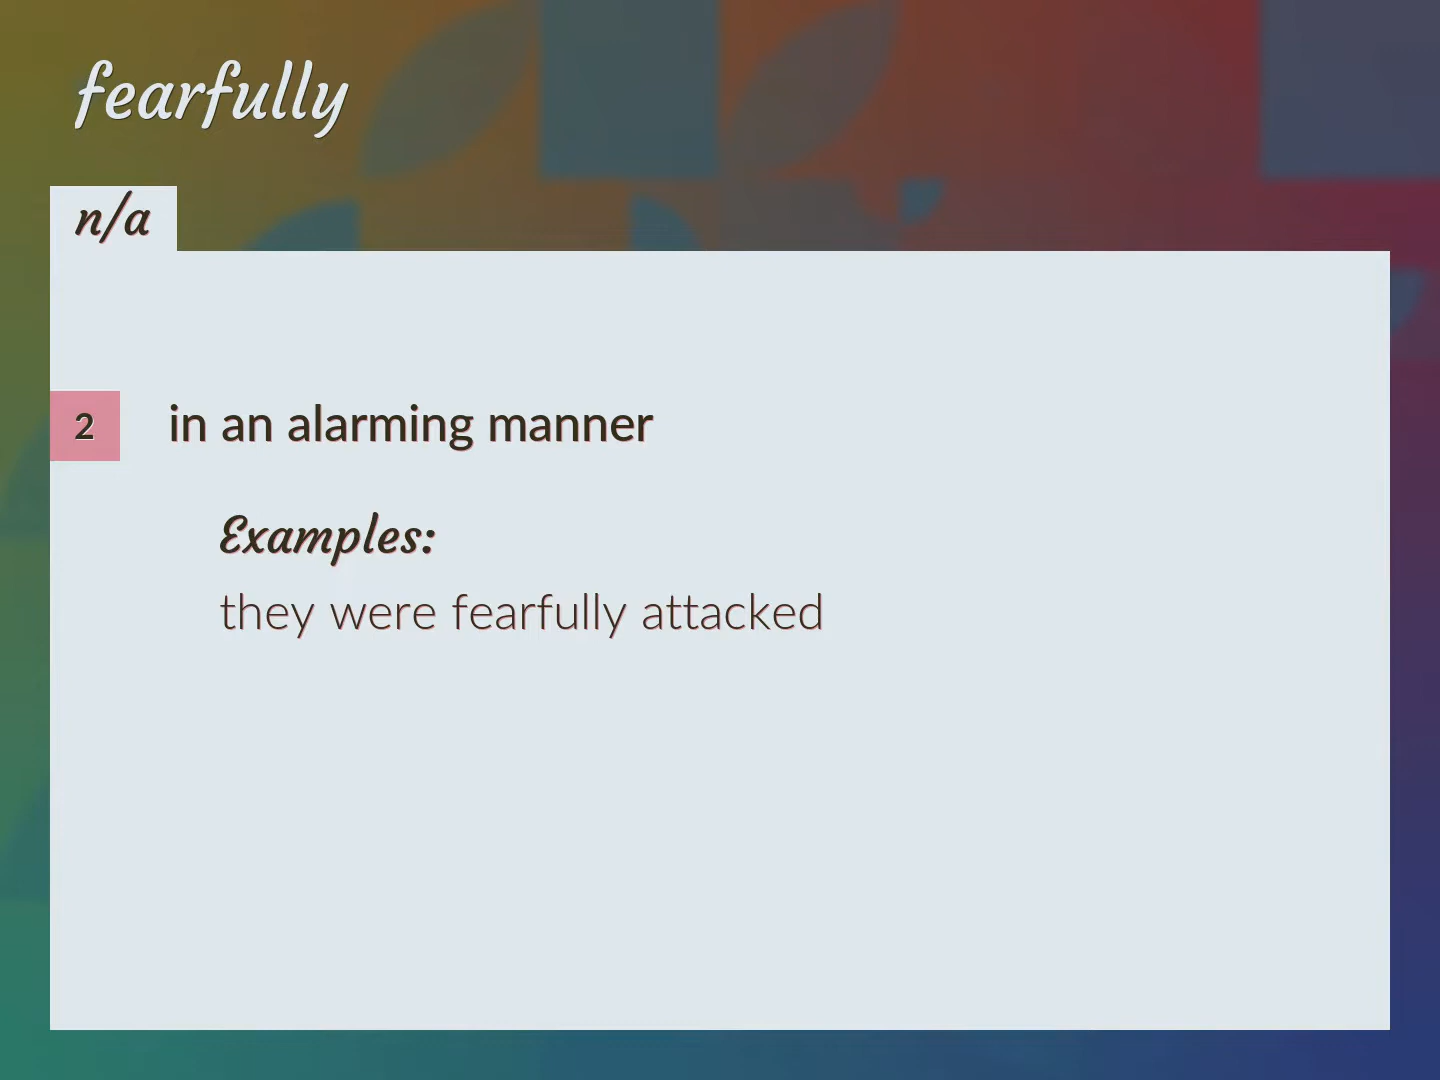 fearfully
n/a
2 in an alarming manner
Examples:
they were fearfully attacked